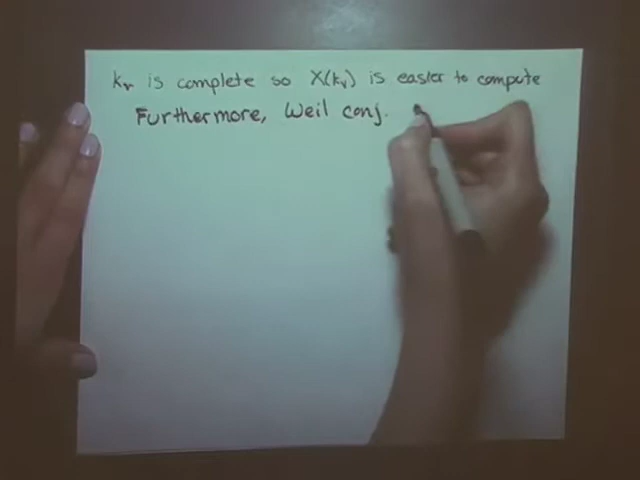 kᵥ is complete so X(kᵥ) is easier to compute
Furthermore, Weil conj.